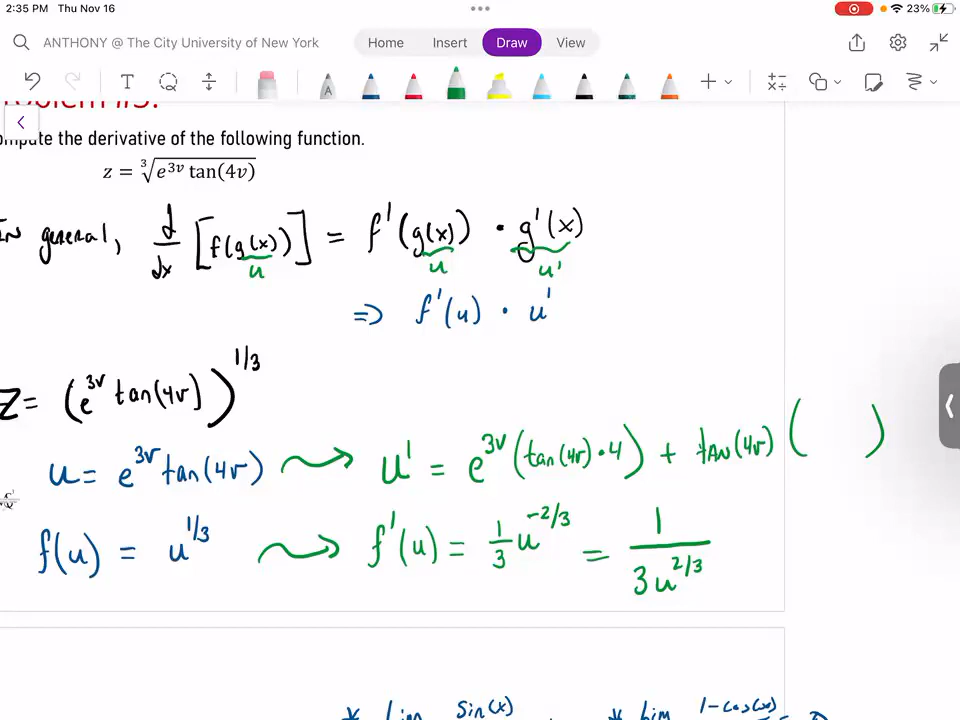 2:35 PM Thu Nov 16
23%
ANTHONY @ The City University of New York
Home Insert Draw View
T
A
oblem #3:
ompute the derivative of the following function.
z = ∛(e^{3v} tan(4v))
In general, d/dx [f(g(x))] = f'(g(x)) · g'(x)
u u u'
⇒ f'(u) · u'
Z = (e^{3v} tan(4v))^{1/3}
u = e^{3v} tan(4v) ⟿ u' = e^{3v}(tan(4v)·4) + TAN(4v) ( )
f(u) = u^{1/3} ⟿ f'(u) = 1/3 u^{-2/3} = 1/(3u^{2/3})
* lim sin(x) * lim 1-cos(x)